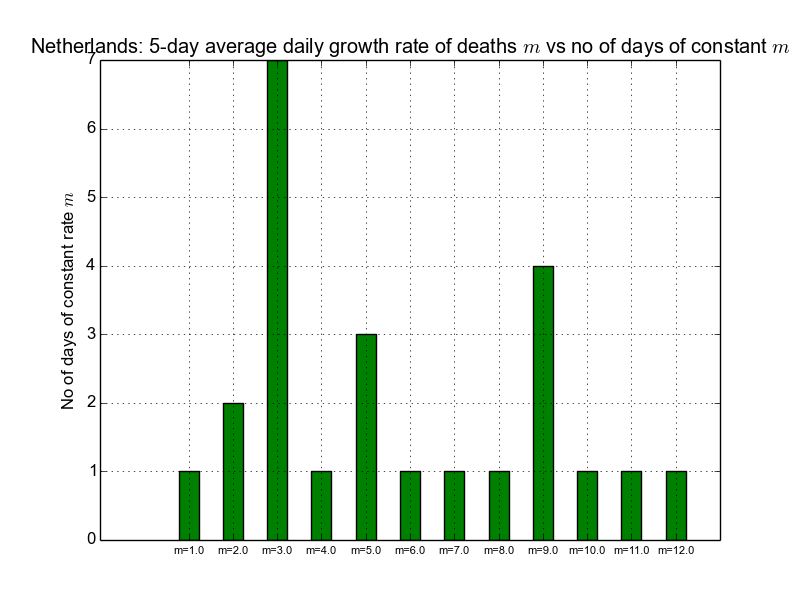 Netherlands: 5-day average daily growth rate of deaths m vs no of days of constant m
7
6
5
4
3
2
1
0
No of days of constant rate m
m=1.0 m=2.0 m=3.0 m=4.0 m=5.0 m=6.0 m=7.0 m=8.0 m=9.0 m=10.0 m=11.0 m=12.0